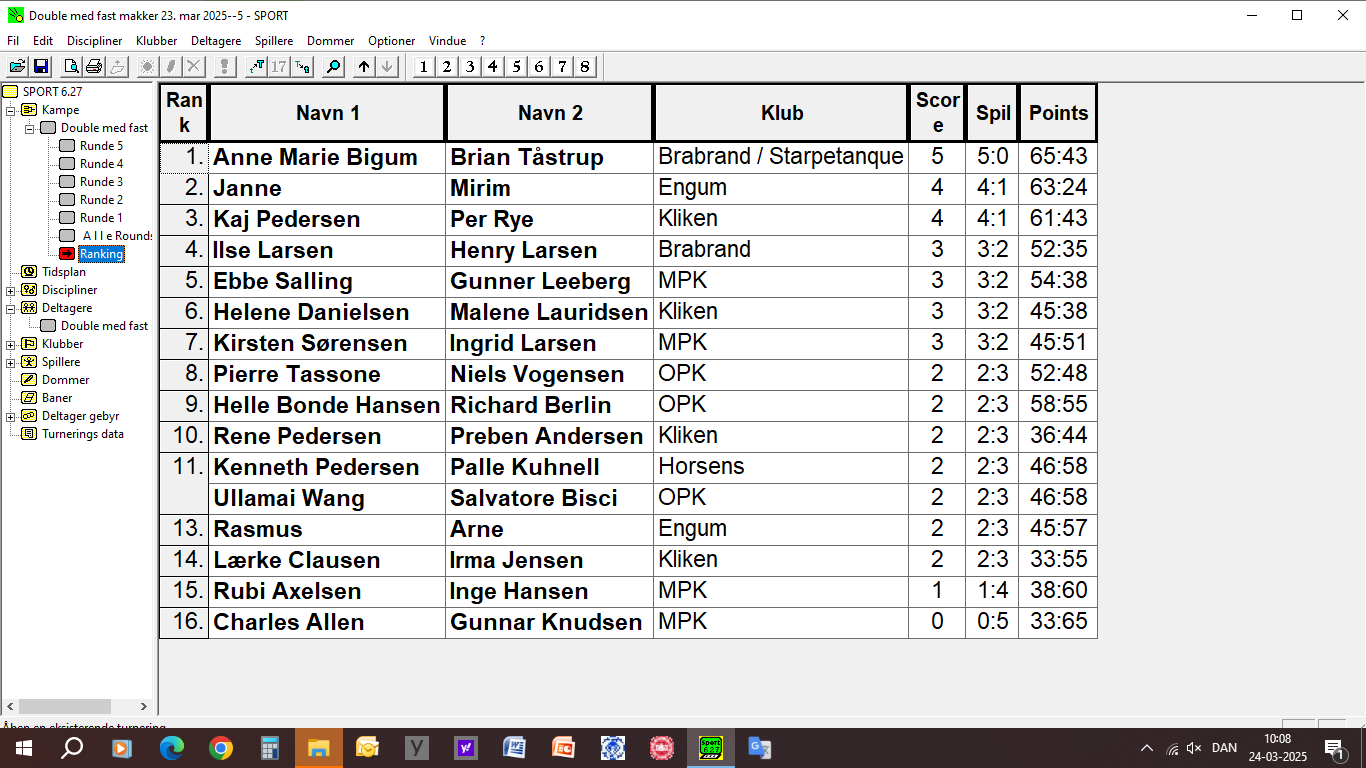 Double med fast makker 23. mar 2025--5 - SPORT
Fil Edit Discipliner Klubber Deltagere Spillere Dommer Optioner Vindue ?
17 1 2 3 4 5 6 7 8
SPORT 6.27
Kampe
Double med fast
Runde 5
Runde 4
Runde 3
Runde 2
Runde 1
A l l e Rounds
Ranking
Tidsplan
Discipliner
Deltagere
Double med fast
Klubber
Spillere
Dommer
Baner
Deltager gebyr
Turnerings data
Ran
k Navn 1 Navn 2 Klub Scor
e Spil Points
1. Anne Marie Bigum Brian Tåstrup Brabrand / Starpetanque 5 5:0 65:43
2. Janne Mirim Engum 4 4:1 63:24
3. Kaj Pedersen Per Rye Kliken 4 4:1 61:43
4. Ilse Larsen Henry Larsen Brabrand 3 3:2 52:35
5. Ebbe Salling Gunner Leeberg MPK 3 3:2 54:38
6. Helene Danielsen Malene Lauridsen Kliken 3 3:2 45:38
7. Kirsten Sørensen Ingrid Larsen MPK 3 3:2 45:51
8. Pierre Tassone Niels Vogensen OPK 2 2:3 52:48
9. Helle Bonde Hansen Richard Berlin OPK 2 2:3 58:55
10. Rene Pedersen Preben Andersen Kliken 2 2:3 36:44
11. Kenneth Pedersen Palle Kuhnell Horsens 2 2:3 46:58
Ullamai Wang Salvatore Bisci OPK 2 2:3 46:58
13. Rasmus Arne Engum 2 2:3 45:57
14. Lærke Clausen Irma Jensen Kliken 2 2:3 33:55
15. Rubi Axelsen Inge Hansen MPK 1 1:4 38:60
16. Charles Allen Gunnar Knudsen MPK 0 0:5 33:65
Åben en eksisterende turnering
DAN
10:08
24-03-2025
1